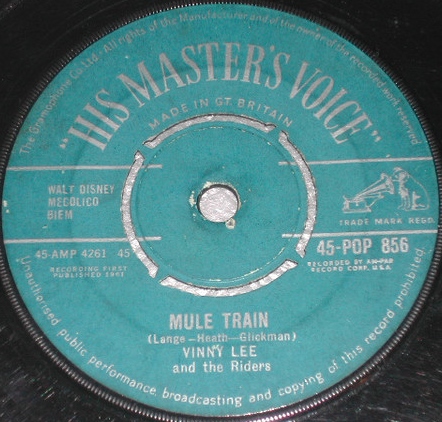 The Gramophone Co Ltd · All rights of the Manufacturer and of the owner of the recorded work reserved
"HIS MASTER'S VOICE"
MADE IN GT BRITAIN
WALT DISNEY
MEGOLICO
BIEM
TRADE MARK REGD.
45-AMP 4261 45
45-POP 856
RECORDING FIRST
PUBLISHED 1961
RECORDED BY AM-PAR
RECORD CORP. U.S.A.
MULE TRAIN
(Lange-Heath-Glickman)
VINNY LEE
and the Riders
Unauthorised public performance, broadcasting and copying of this record prohibited.